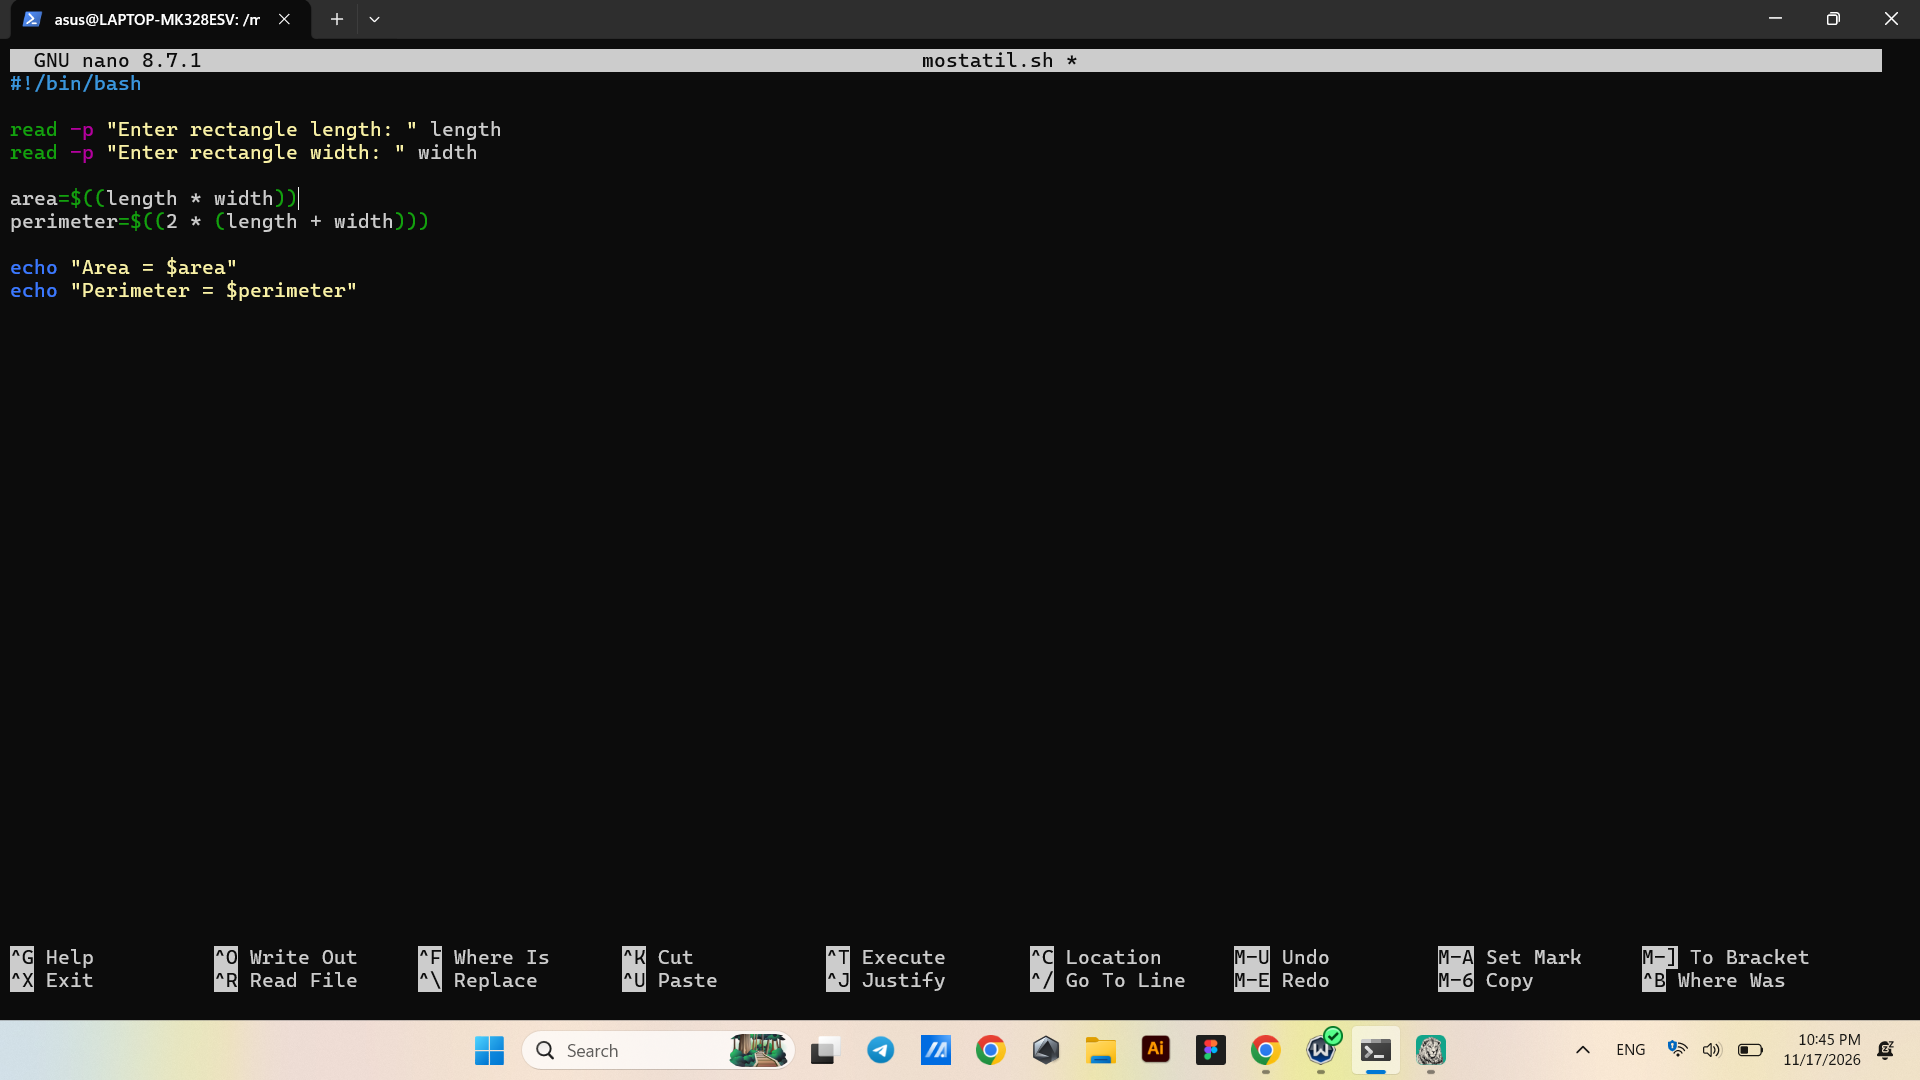 asus@LAPTOP-MK328ESV: /m
GNU nano 8.7.1 mostatil.sh *
#!/bin/bash
read -p "Enter rectangle length: " length
read -p "Enter rectangle width: " width
area=$((length * width))
perimeter=$((2 * (length + width)))
echo "Area = $area"
echo "Perimeter = $perimeter"
^G Help ^O Write Out ^F Where Is ^K Cut ^T Execute ^C Location M-U Undo M-A Set Mark M-] To Bracket
^X Exit ^R Read File ^\ Replace ^U Paste ^J Justify ^/ Go To Line M-E Redo M-6 Copy ^B Where Was
Search Ai W ENG 10:45 PM
11/17/2026